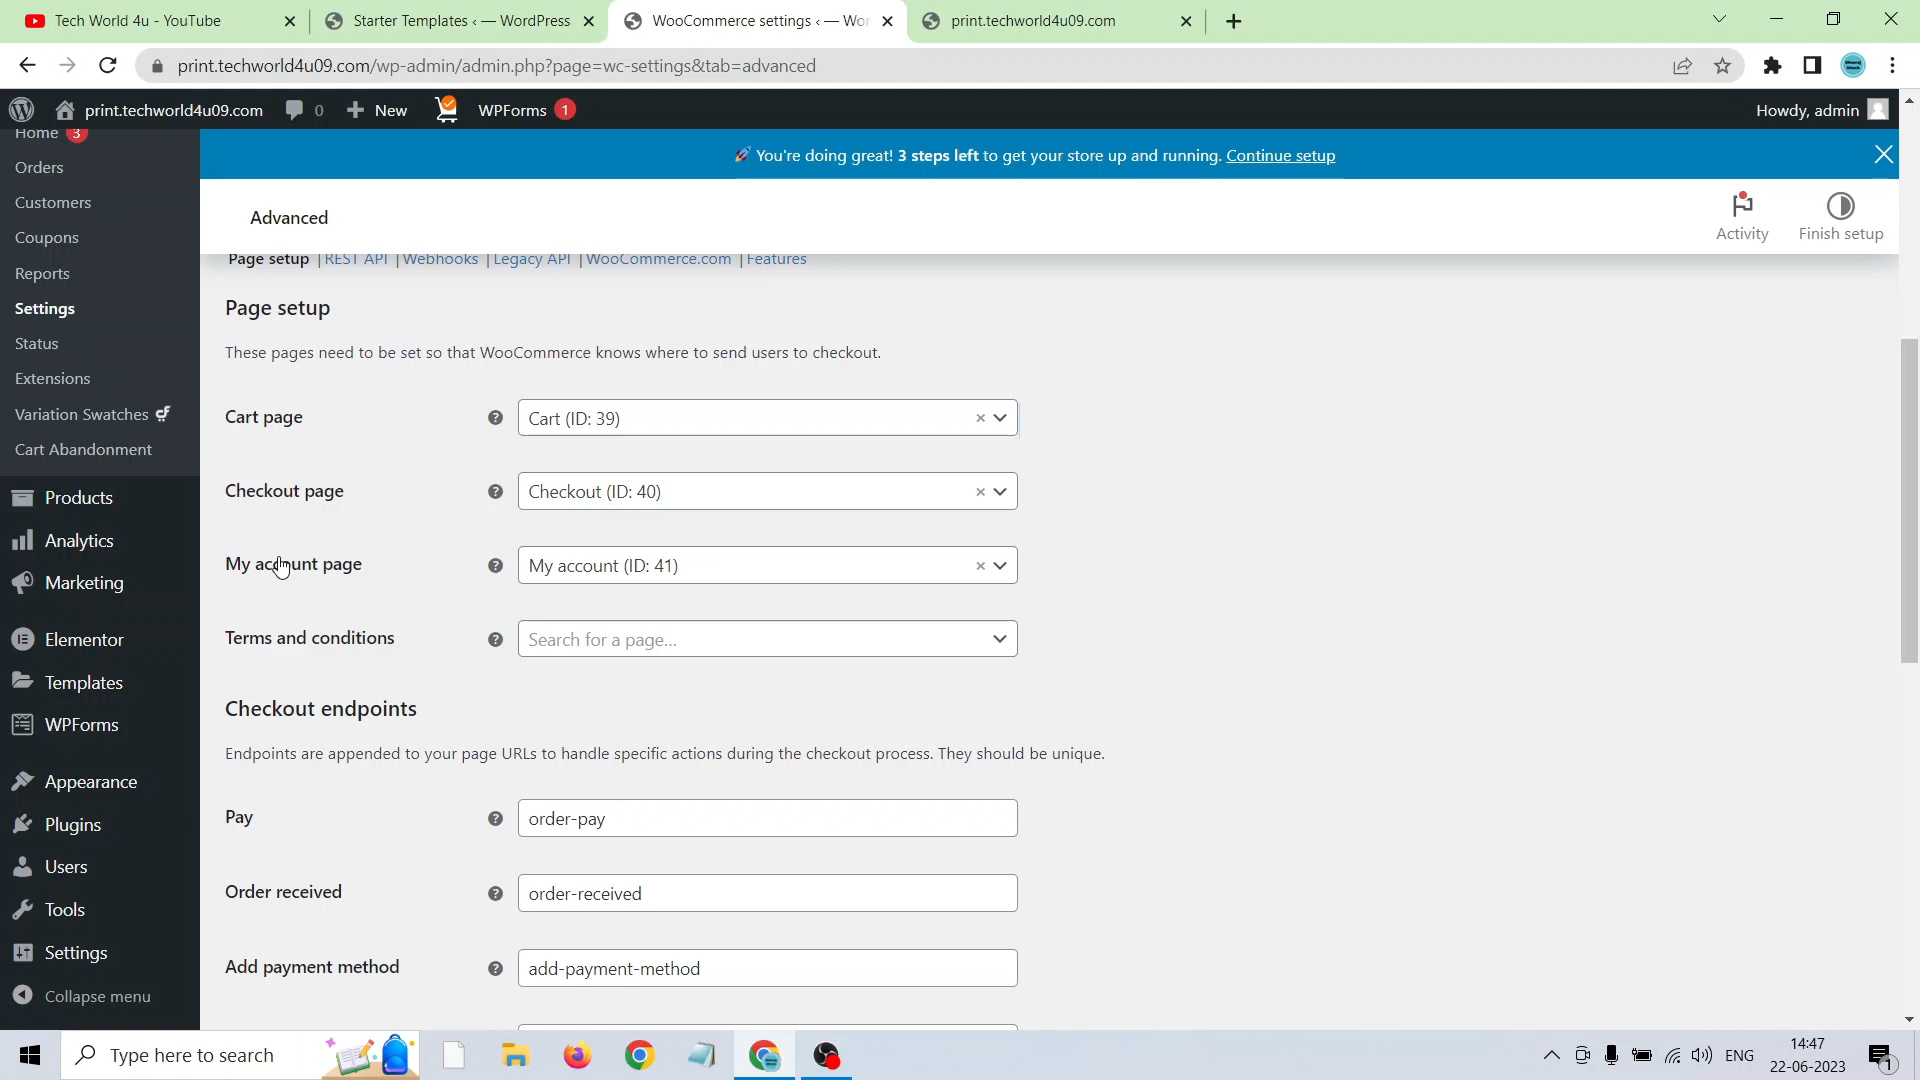 Tech World 4u - YouTube
Starter Templates ‹ — WordPress
WooCommerce settings ‹ — Wor
print.techworld4u09.com
print.techworld4u09.com/wp-admin/admin.php?page=wc-settings&tab=advanced
print.techworld4u09.com 0 New WPForms 1 Howdy, admin
Home 3
Orders
Customers
Coupons
Reports
Settings
Status
Extensions
Variation Swatches
Cart Abandonment
Products
Analytics
Marketing
Elementor
Templates
WPForms
Appearance
Plugins
Users
Tools
Settings
Collapse menu
🚀 You're doing great! 3 steps left to get your store up and running. Continue setup
Advanced
Activity
Finish setup
Page setup | REST API | Webhooks | Legacy API | WooCommerce.com | Features
Page setup
These pages need to be set so that WooCommerce knows where to send users to checkout.
Cart page Cart (ID: 39) ×
Checkout page Checkout (ID: 40) ×
My account page My account (ID: 41) ×
Terms and conditions Search for a page...
Checkout endpoints
Endpoints are appended to your page URLs to handle specific actions during the checkout process. They should be unique.
Pay order-pay
Order received order-received
Add payment method add-payment-method
Type here to search
ENG
14:47
22-06-2023
1